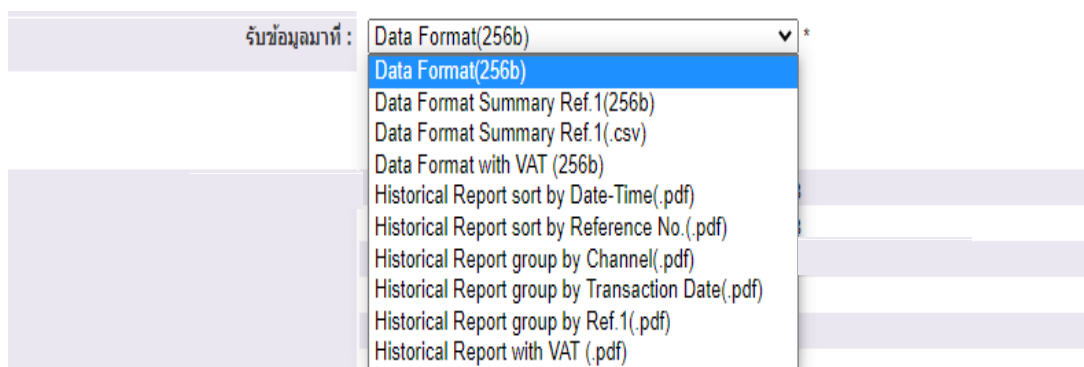 รับข้อมูลมาที่ : Data Format(256b) *
Data Format(256b)
Data Format Summary Ref.1(256b)
Data Format Summary Ref.1(.csv)
Data Format with VAT (256b)
Historical Report sort by Date-Time(.pdf)
Historical Report sort by Reference No.(.pdf)
Historical Report group by Channel(.pdf)
Historical Report group by Transaction Date(.pdf)
Historical Report group by Ref.1(.pdf)
Historical Report with VAT (.pdf)